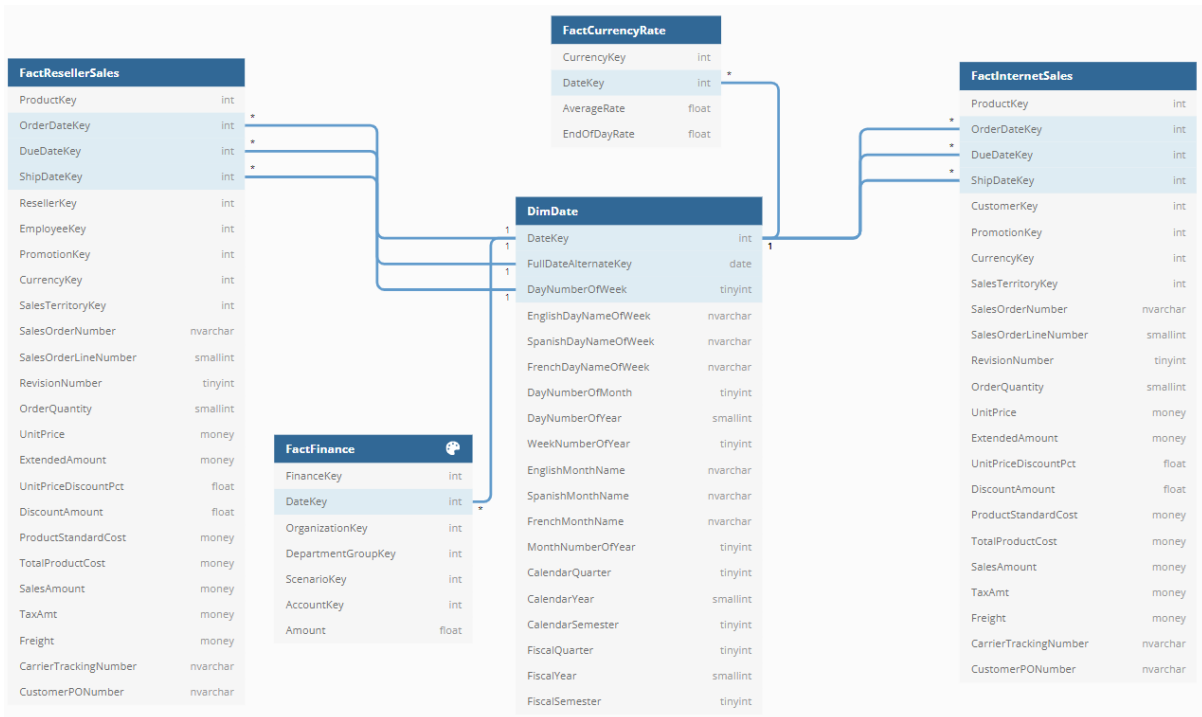 FactCurrencyRate
CurrencyKey int
DateKey int
*
AverageRate float
EndOfDayRate float
FactResellerSales
ProductKey int
OrderDateKey int
*
DueDateKey int
*
ShipDateKey int
*
ResellerKey int
EmployeeKey int
PromotionKey int
CurrencyKey int
SalesTerritoryKey int
SalesOrderNumber nvarchar
SalesOrderLineNumber smallint
RevisionNumber tinyint
OrderQuantity smallint
UnitPrice money
ExtendedAmount money
UnitPriceDiscountPct float
DiscountAmount float
ProductStandardCost money
TotalProductCost money
SalesAmount money
TaxAmt money
Freight money
CarrierTrackingNumber nvarchar
CustomerPONumber nvarchar
FactFinance
FinanceKey int
DateKey int
*
OrganizationKey int
DepartmentGroupKey int
ScenarioKey int
AccountKey int
Amount float
DimDate
1
DateKey int
1
1
FullDateAlternateKey date
1
DayNumberOfWeek tinyint
1
EnglishDayNameOfWeek nvarchar
SpanishDayNameOfWeek nvarchar
FrenchDayNameOfWeek nvarchar
DayNumberOfMonth tinyint
DayNumberOfYear smallint
WeekNumberOfYear tinyint
EnglishMonthName nvarchar
SpanishMonthName nvarchar
FrenchMonthName nvarchar
MonthNumberOfYear tinyint
CalendarQuarter tinyint
CalendarYear smallint
CalendarSemester tinyint
FiscalQuarter tinyint
FiscalYear smallint
FiscalSemester tinyint
FactInternetSales
ProductKey int
*
OrderDateKey int
*
DueDateKey int
*
ShipDateKey int
CustomerKey int
PromotionKey int
CurrencyKey int
SalesTerritoryKey int
SalesOrderNumber nvarchar
SalesOrderLineNumber smallint
RevisionNumber tinyint
OrderQuantity smallint
UnitPrice money
ExtendedAmount money
UnitPriceDiscountPct float
DiscountAmount float
ProductStandardCost money
TotalProductCost money
SalesAmount money
TaxAmt money
Freight money
CarrierTrackingNumber nvarchar
CustomerPONumber nvarchar